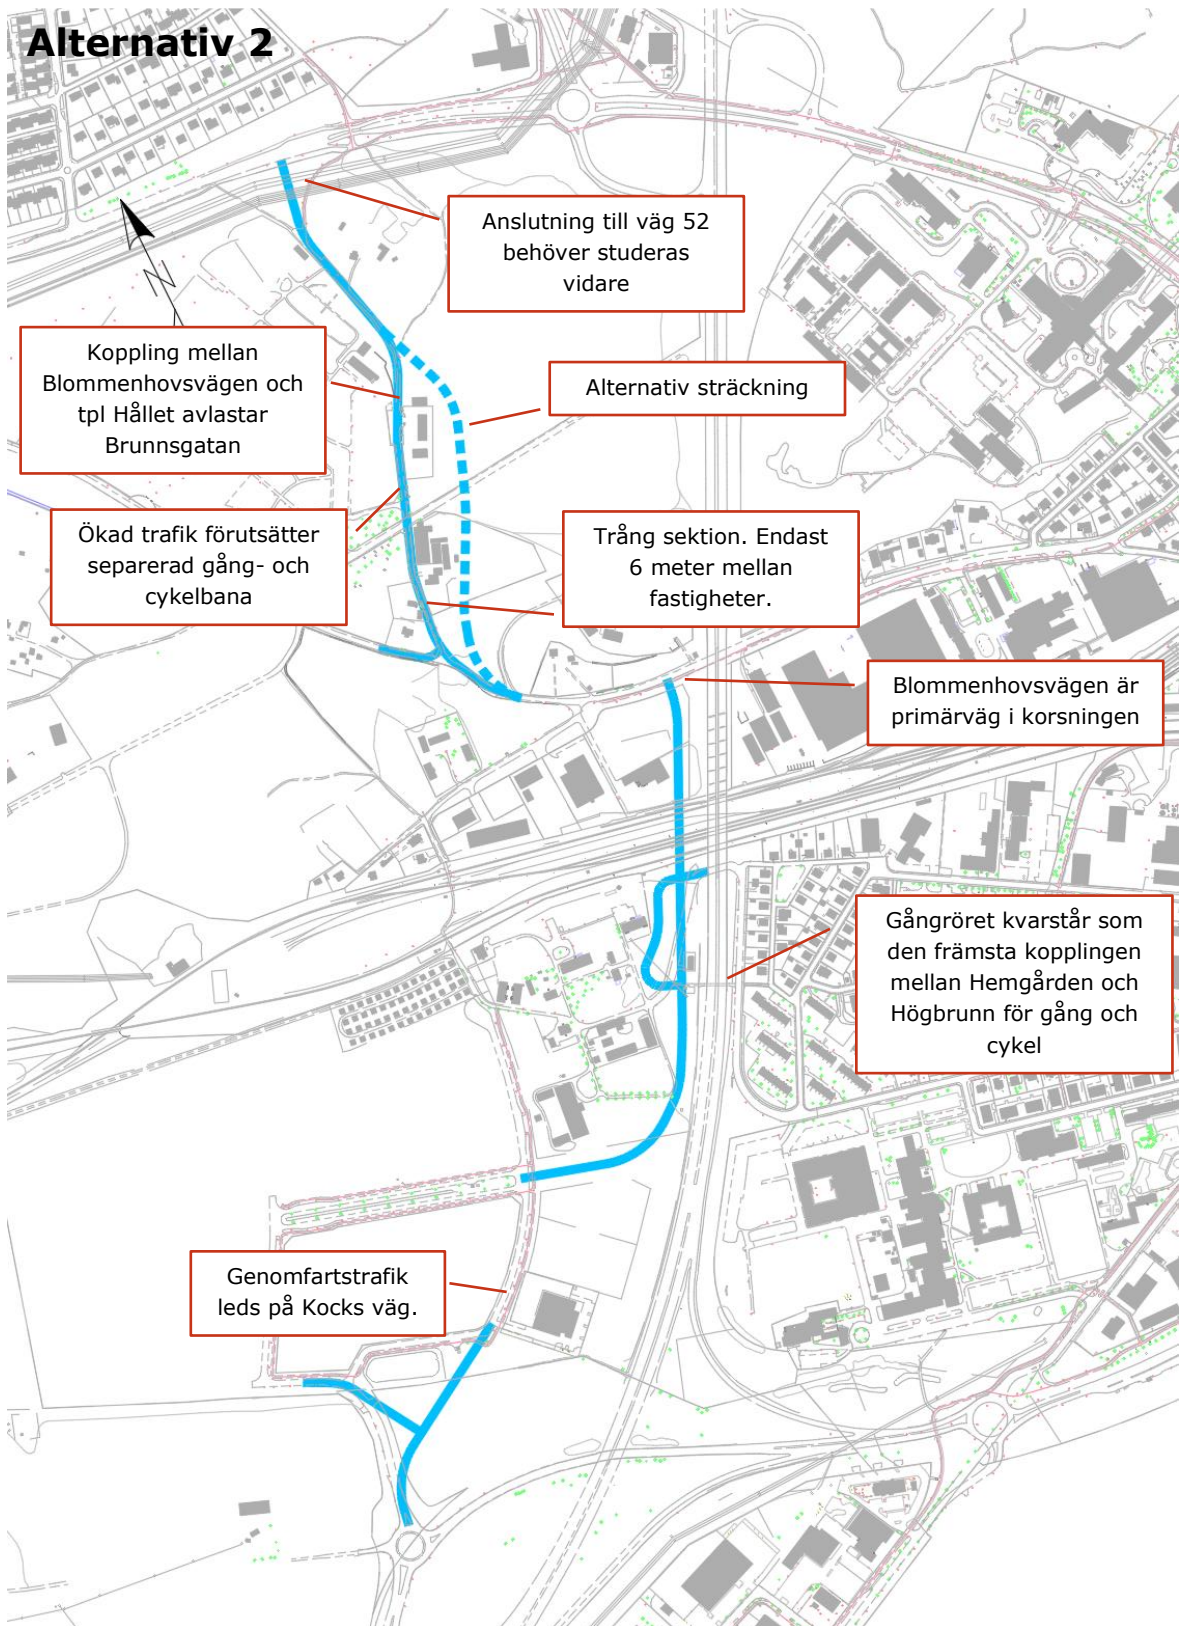 Alternativ 2
Anslutning till väg 52
behöver studeras
vidare
Koppling mellan
Blommenhovsvägen och
tpl Hållet avlastar
Brunnsgatan
Alternativ sträckning
Ökad trafik förutsätter
separerad gång- och
cykelbana
Trång sektion. Endast
6 meter mellan
fastigheter.
Blommenhovsvägen är
primärväg i korsningen
Gångröret kvarstår som
den främsta kopplingen
mellan Hemgården och
Högbrunn för gång och
cykel
Genomfartstrafik
leds på Kocks väg.